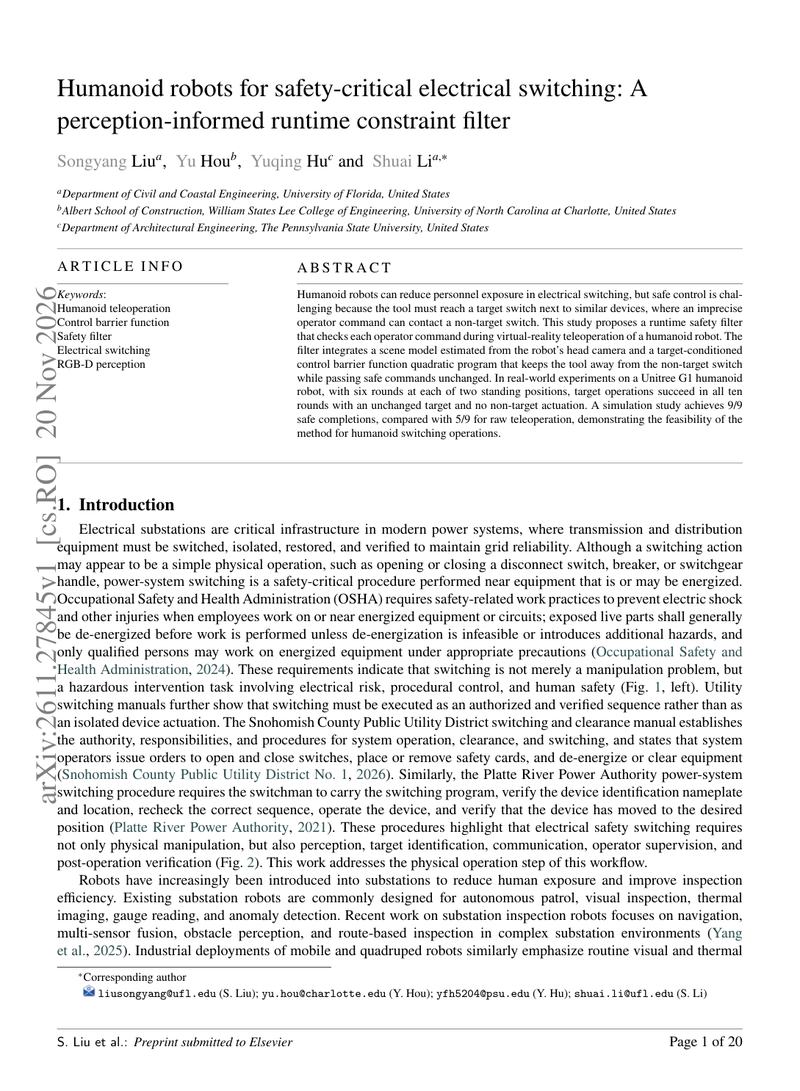 Humanoid robots for safety-critical electrical switching: A
perception-informed runtime constraint filter
Songyang Liuᵃ, Yu Houᵇ, Yuqing Huᶜ and Shuai Liᵃ,*
ᵃDepartment of Civil and Coastal Engineering, University of Florida, United States
ᵇAlbert School of Construction, William States Lee College of Engineering, University of North Carolina at Charlotte, United States
ᶜDepartment of Architectural Engineering, The Pennsylvania State University, United States
ARTICLE INFO
Keywords:
Humanoid teleoperation
Control barrier function
Safety filter
Electrical switching
RGB-D perception
ABSTRACT
Humanoid robots can reduce personnel exposure in electrical switching, but safe control is chal-
lenging because the tool must reach a target switch next to similar devices, where an imprecise
operator command can contact a non-target switch. This study proposes a runtime safety filter
that checks each operator command during virtual-reality teleoperation of a humanoid robot. The
filter integrates a scene model estimated from the robot's head camera and a target-conditioned
control barrier function quadratic program that keeps the tool away from the non-target switch
while passing safe commands unchanged. In real-world experiments on a Unitree G1 humanoid
robot, with six rounds at each of two standing positions, target operations succeed in all ten
rounds with an unchanged target and no non-target actuation. A simulation study achieves 9/9
safe completions, compared with 5/9 for raw teleoperation, demonstrating the feasibility of the
method for humanoid switching operations.
arXiv:2611.27845v1 [cs.RO] 20 Nov 2026
1. Introduction
Electrical substations are critical infrastructure in modern power systems, where transmission and distribution
equipment must be switched, isolated, restored, and verified to maintain grid reliability. Although a switching action
may appear to be a simple physical operation, such as opening or closing a disconnect switch, breaker, or switchgear
handle, power-system switching is a safety-critical procedure performed near equipment that is or may be energized.
Occupational Safety and Health Administration (OSHA) requires safety-related work practices to prevent electric shock
and other injuries when employees work on or near energized equipment or circuits; exposed live parts shall generally
be de-energized before work is performed unless de-energization is infeasible or introduces additional hazards, and
only qualified persons may work on energized equipment under appropriate precautions (Occupational Safety and
Health Administration, 2024). These requirements indicate that switching is not merely a manipulation problem, but
a hazardous intervention task involving electrical risk, procedural control, and human safety (Fig. 1, left). Utility
switching manuals further show that switching must be executed as an authorized and verified sequence rather than as
an isolated device actuation. The Snohomish County Public Utility District switching and clearance manual establishes
the authority, responsibilities, and procedures for system operation, clearance, and switching, and states that system
operators issue orders to open and close switches, place or remove safety cards, and de-energize or clear equipment
(Snohomish County Public Utility District No. 1, 2026). Similarly, the Platte River Power Authority power-system
switching procedure requires the switchman to carry the switching program, verify the device identification nameplate
and location, recheck the correct sequence, operate the device, and verify that the device has moved to the desired
position (Platte River Power Authority, 2021). These procedures highlight that electrical safety switching requires
not only physical manipulation, but also perception, target identification, communication, operator supervision, and
post-operation verification (Fig. 2). This work addresses the physical operation step of this workflow.
Robots have increasingly been introduced into substations to reduce human exposure and improve inspection
efficiency. Existing substation robots are commonly designed for autonomous patrol, visual inspection, thermal
imaging, gauge reading, and anomaly detection. Recent work on substation inspection robots focuses on navigation,
multi-sensor fusion, obstacle perception, and route-based inspection in complex substation environments (Yang
et al., 2025). Industrial deployments of mobile and quadruped robots similarly emphasize routine visual and thermal
*Corresponding author
liusongyang@ufl.edu (S. Liu); yu.hou@charlotte.edu (Y. Hou); yfh5204@psu.edu (Y. Hu); shuai.li@ufl.edu (S. Li)
S. Liu et al.: Preprint submitted to Elsevier
Page 1 of 20